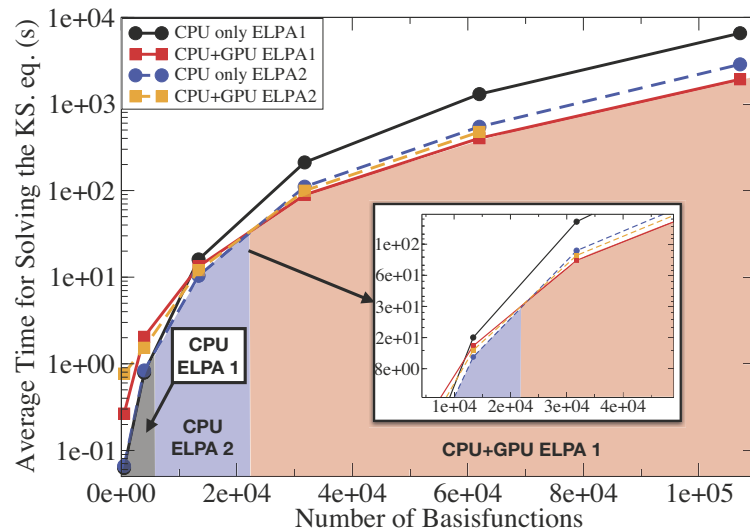 Average Time for Solving the KS. eq. (s)
1e+04
1e+03
1e+02
1e+01
1e+00
1e-01
CPU only ELPA1
CPU+GPU ELPA1
CPU only ELPA2
CPU+GPU ELPA2
CPU
ELPA 1
CPU
ELPA 2
CPU+GPU ELPA 1
1e+02
6e+01
3e+01
2e+01
8e+00
1e+04 2e+04 3e+04 4e+04
0e+00 2e+04 4e+04 6e+04 8e+04 1e+05
Number of Basisfunctions